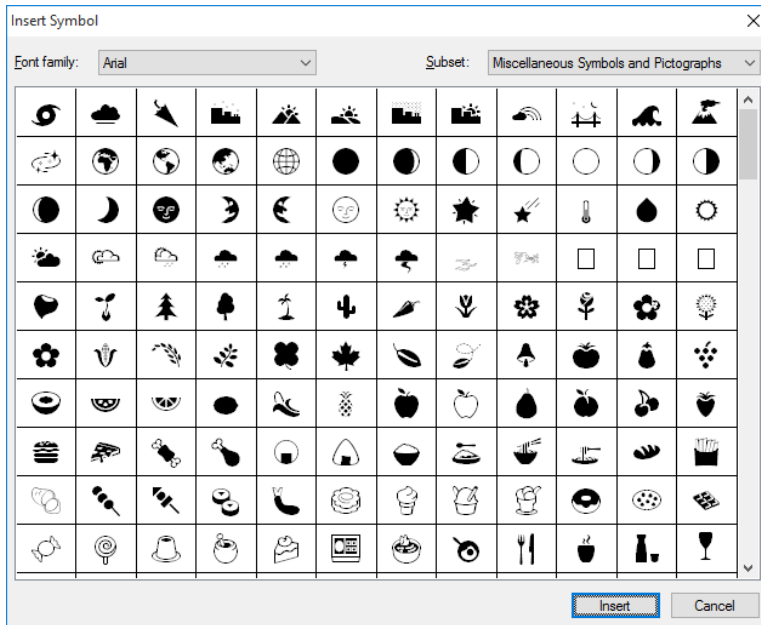 Insert Symbol
Font family: Arial Subset: Miscellaneous Symbols and Pictographs
Insert Cancel